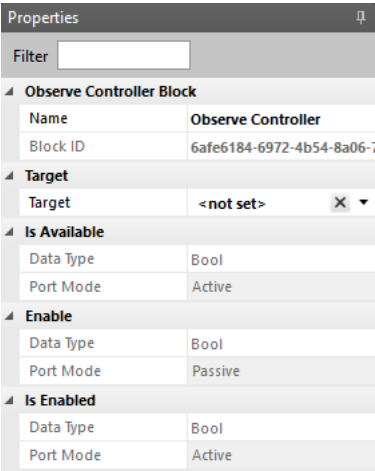 Properties
Filter
Observe Controller Block
Name Observe Controller
Block ID 6afe6184-6972-4b54-8a06-
Target
Target <not set>
Is Available
Data Type Bool
Port Mode Active
Enable
Data Type Bool
Port Mode Passive
Is Enabled
Data Type Bool
Port Mode Active